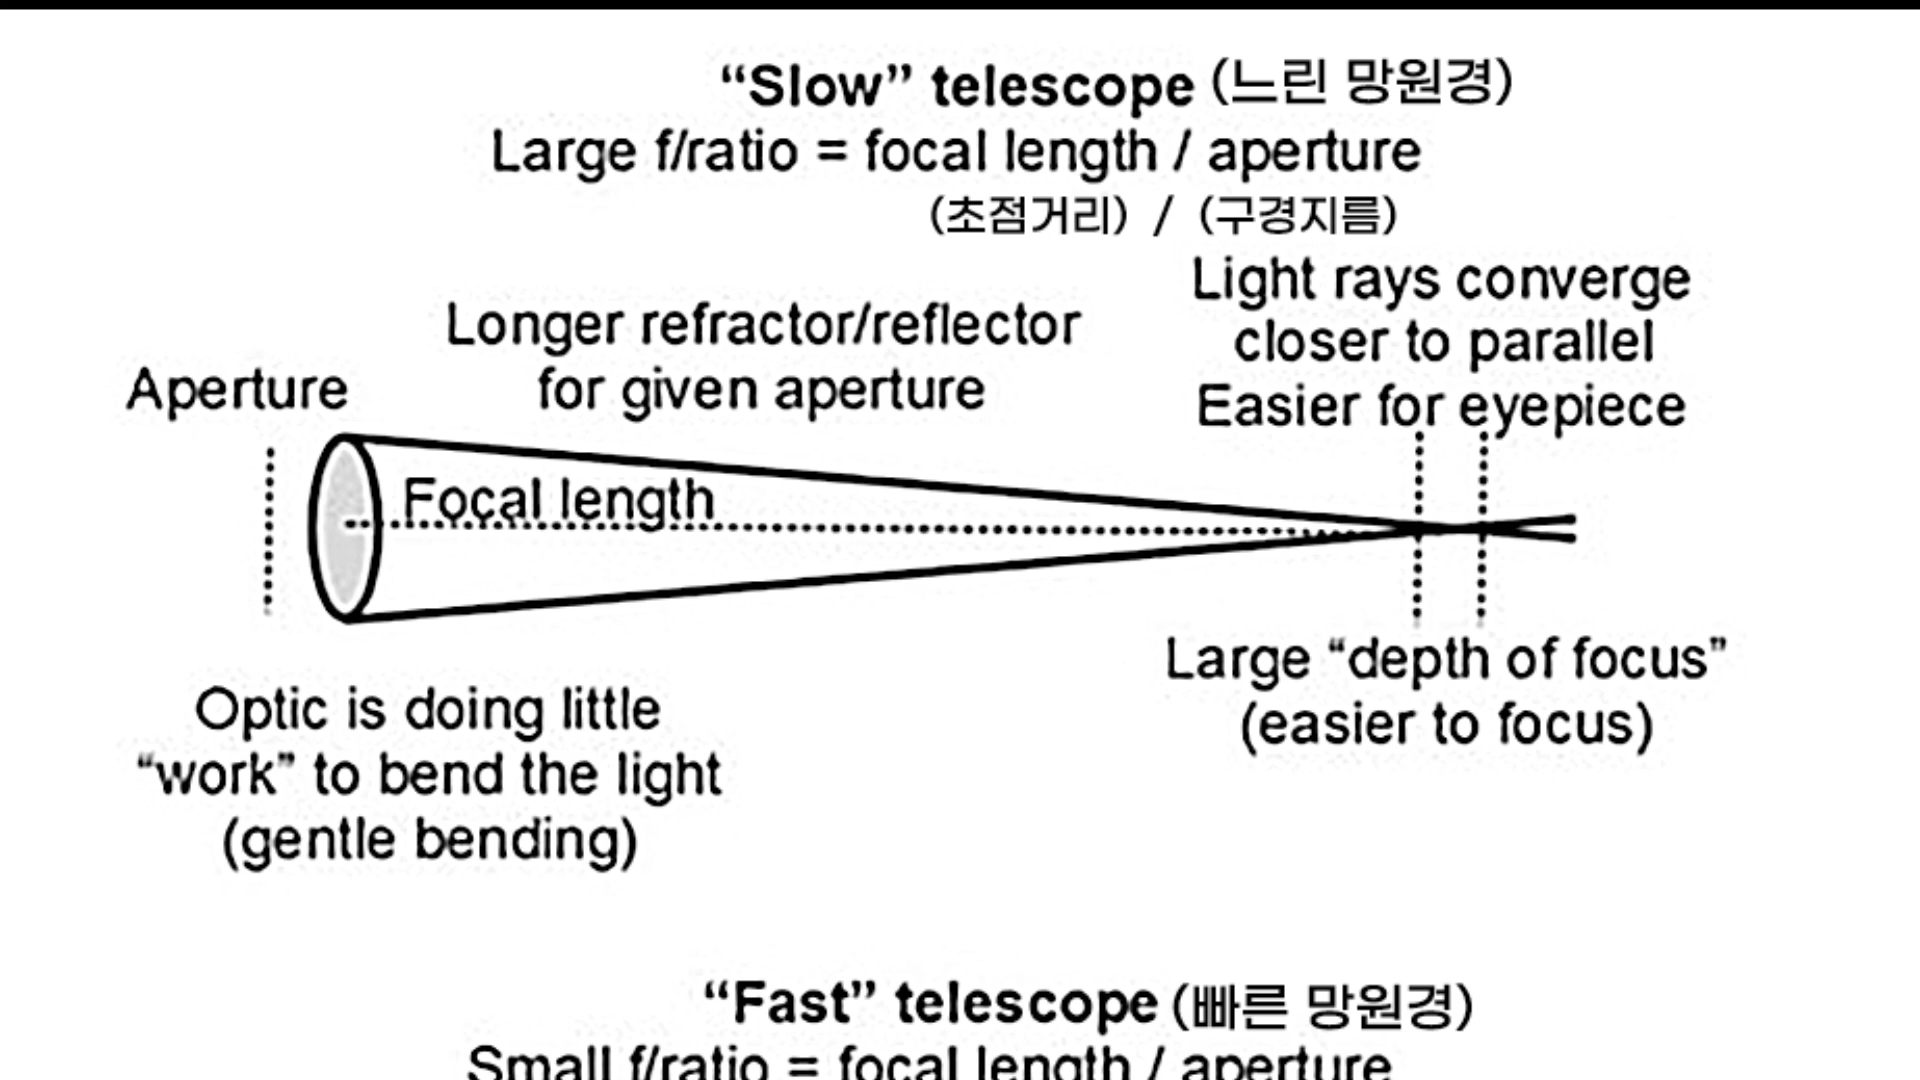 “Slow” telescope (느린 망원경)
Large f/ratio = focal length / aperture
(초점거리) / (구경지름)
Light rays converge
closer to parallel
Easier for eyepiece
Longer refractor/reflector
for given aperture
Aperture
Focal length
Large “depth of focus”
(easier to focus)
Optic is doing little
“work” to bend the light
(gentle bending)
“Fast” telescope (빠른 망원경)
Small f/ratio = focal length / aperture